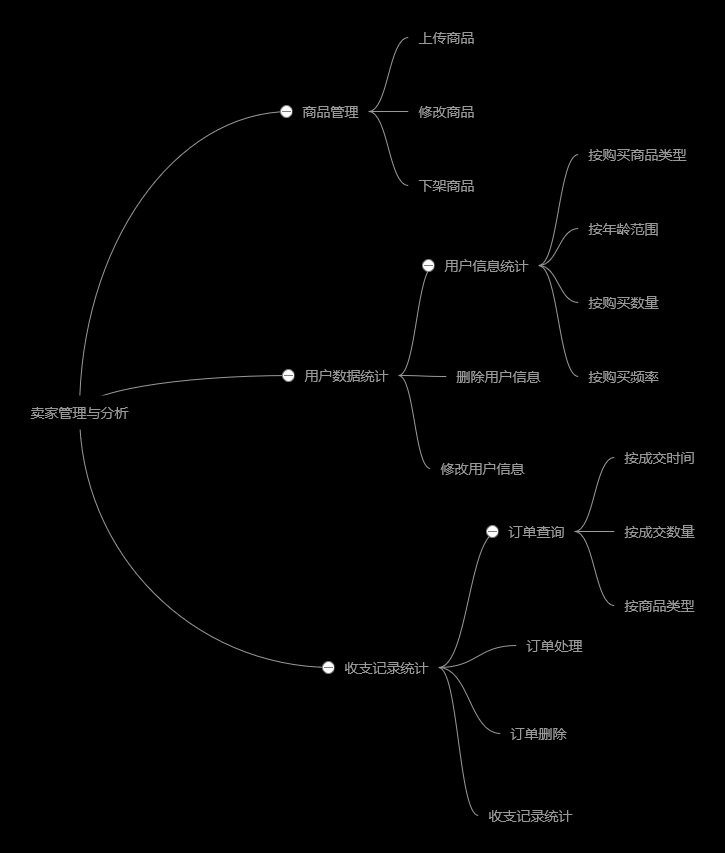 卖家管理与分析
商品管理
上传商品
修改商品
下架商品
用户数据统计
用户信息统计
按购买商品类型
按年龄范围
按购买数量
按购买频率
删除用户信息
修改用户信息
收支记录统计
订单查询
按成交时间
按成交数量
按商品类型
订单处理
订单删除
收支记录统计